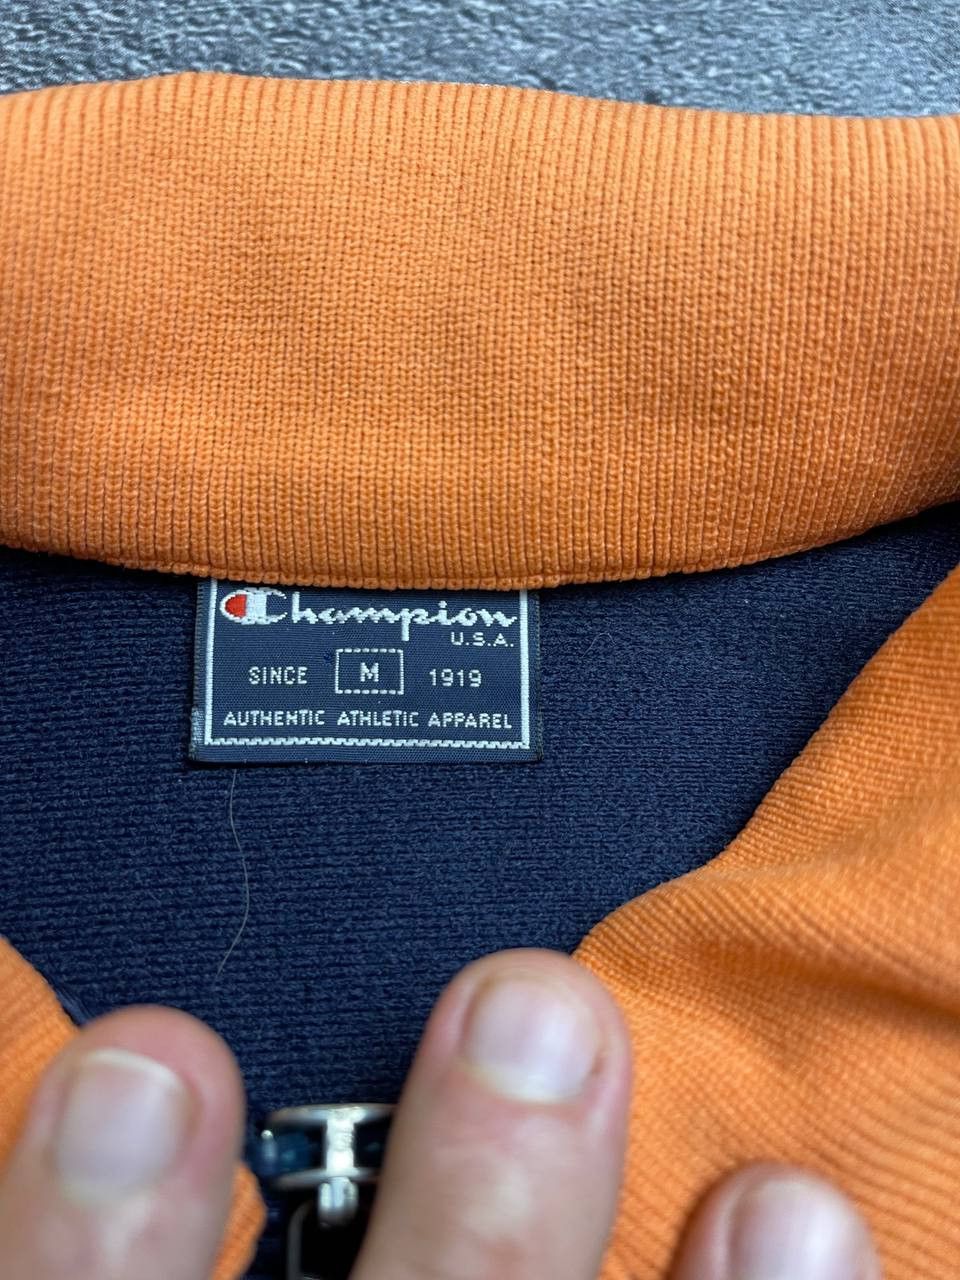 Champion
U.S.A.
SINCE M 1919
AUTHENTIC ATHLETIC APPAREL